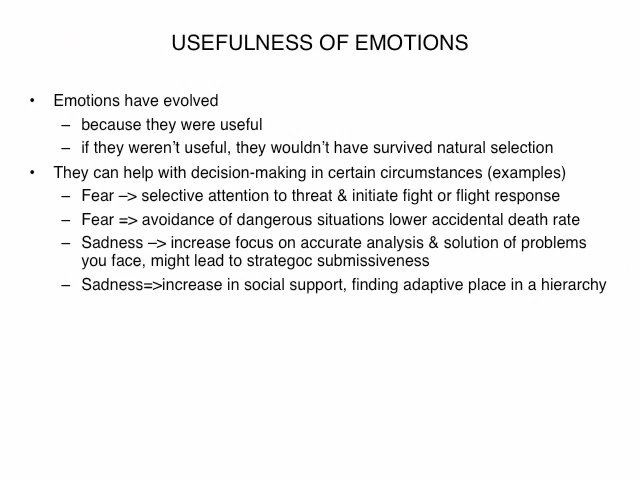 USEFULNESS OF EMOTIONS
• Emotions have evolved
– because they were useful
– if they weren't useful, they wouldn't have survived natural selection
• They can help with decision-making in certain circumstances (examples)
– Fear –> selective attention to threat & initiate fight or flight response
– Fear => avoidance of dangerous situations lower accidental death rate
– Sadness –> increase focus on accurate analysis & solution of problems
you face, might lead to strategoc submissiveness
– Sadness=>increase in social support, finding adaptive place in a hierarchy